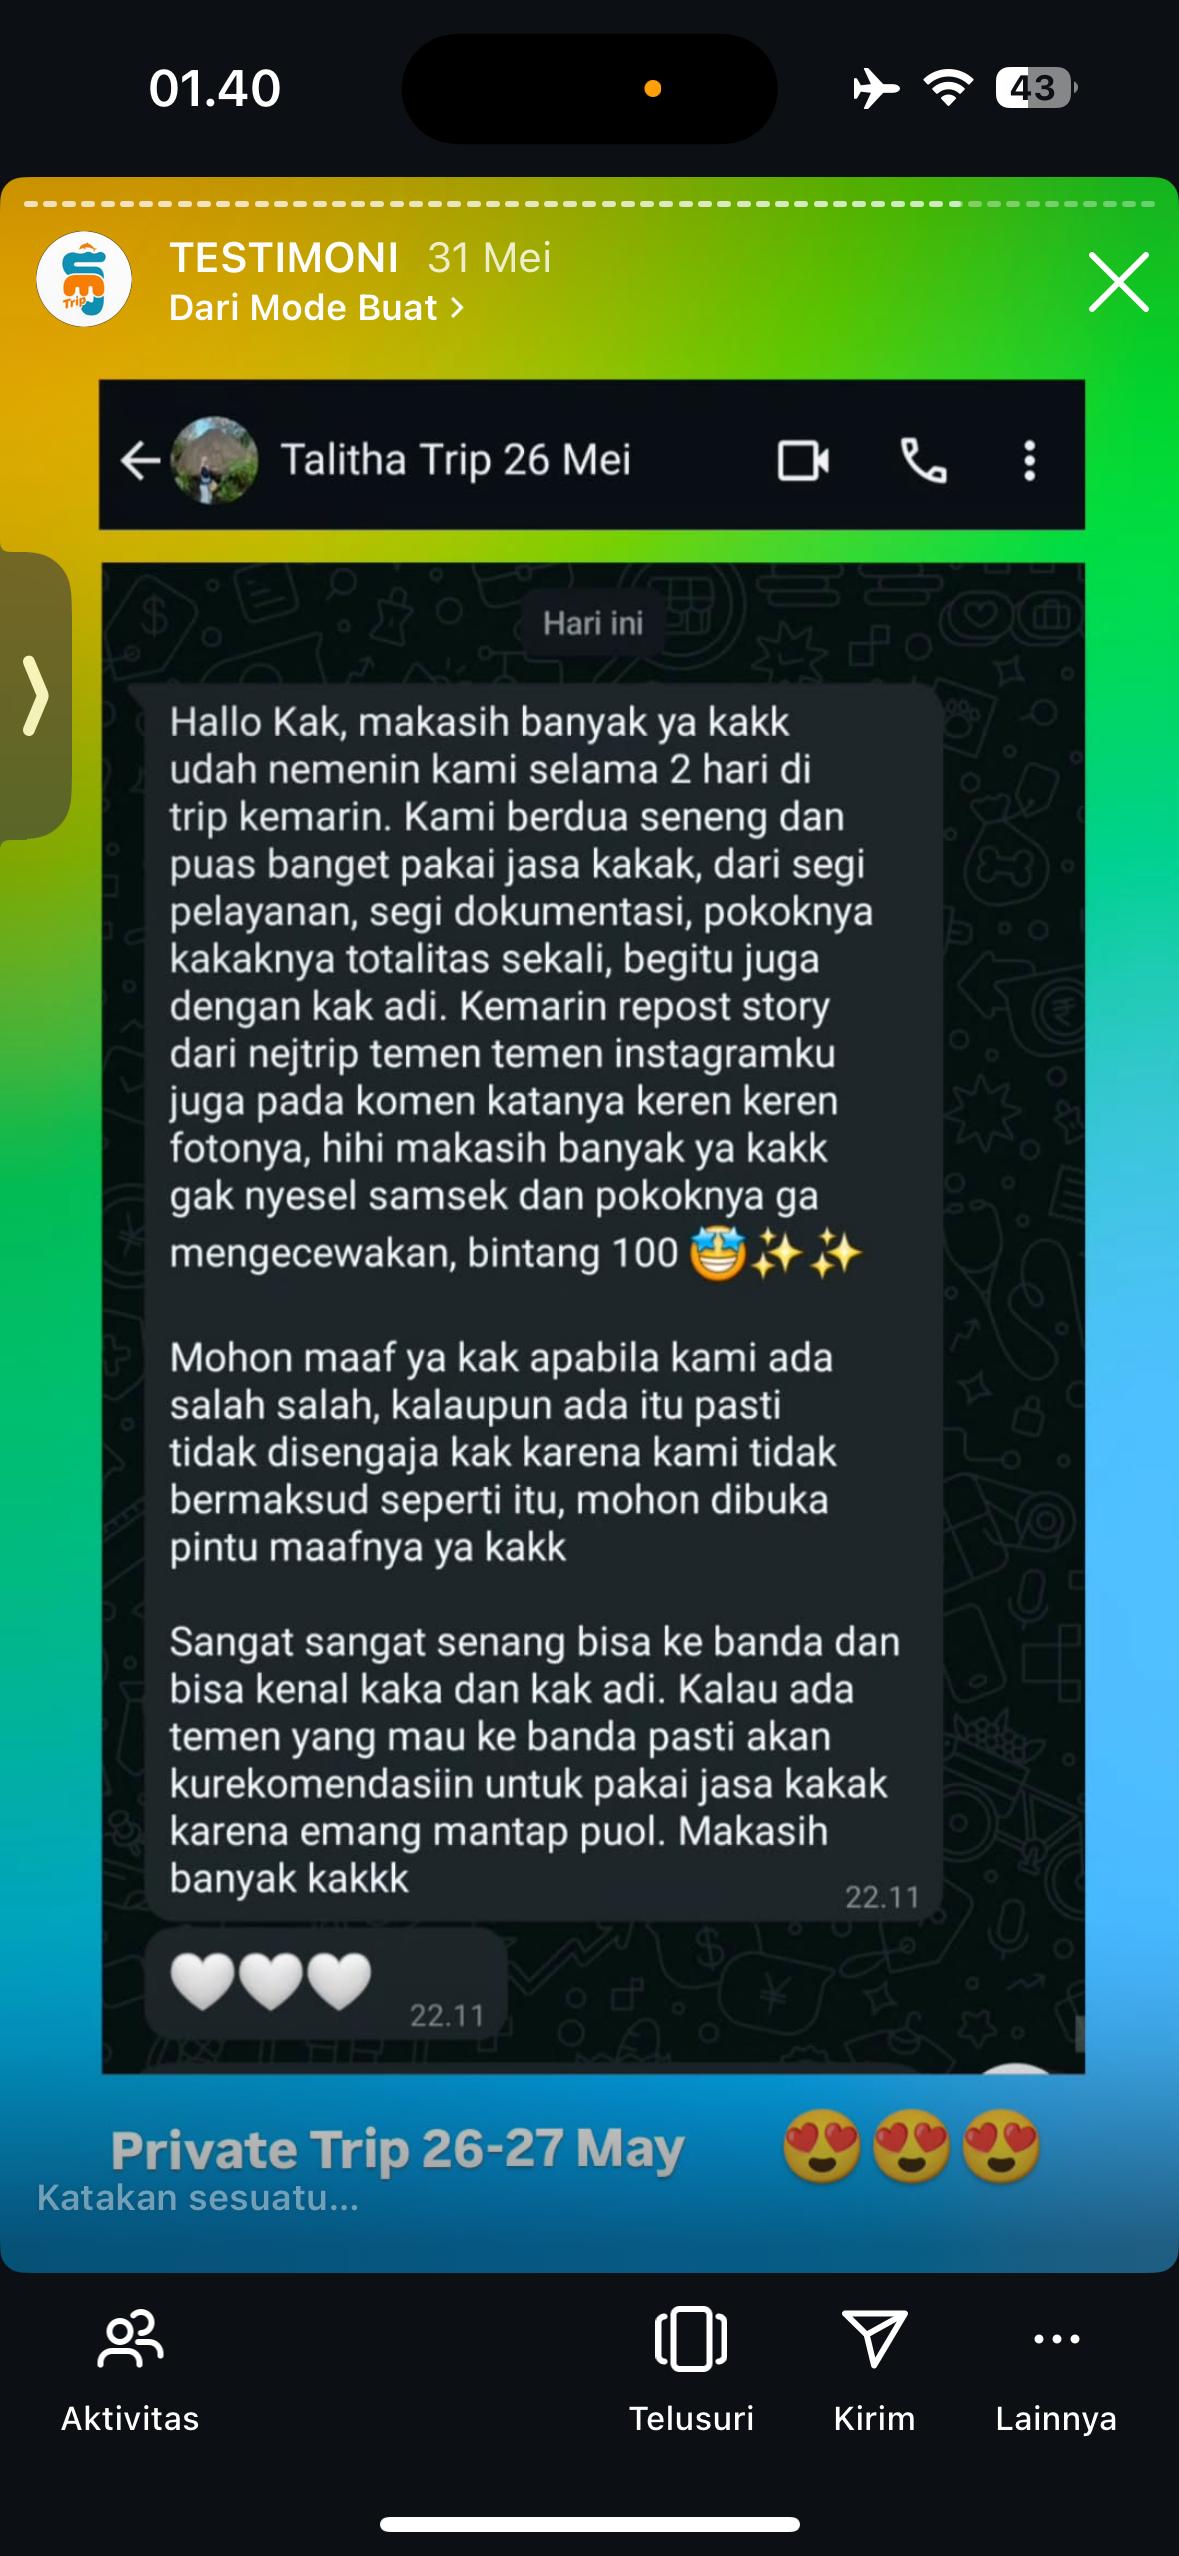 01.40
43
TESTIMONI 31 Mei
Dari Mode Buat >
Trip
Talitha Trip 26 Mei
Hari ini
Hallo Kak, makasih banyak ya kakk
udah nemenin kami selama 2 hari di
trip kemarin. Kami berdua seneng dan
puas banget pakai jasa kakak, dari segi
pelayanan, segi dokumentasi, pokoknya
kakaknya totalitas sekali, begitu juga
dengan kak adi. Kemarin repost story
dari nejtrip temen temen instagramku
juga pada komen katanya keren keren
fotonya, hihi makasih banyak ya kakk
gak nyesel samsek dan pokoknya ga
mengecewakan, bintang 100 🤩✨✨
Mohon maaf ya kak apabila kami ada
salah salah, kalaupun ada itu pasti
tidak disengaja kak karena kami tidak
bermaksud seperti itu, mohon dibuka
pintu maafnya ya kakk
Sangat sangat senang bisa ke banda dan
bisa kenal kaka dan kak adi. Kalau ada
temen yang mau ke banda pasti akan
kurekomendasiin untuk pakai jasa kakak
karena emang mantap puol. Makasih
banyak kakkk
22.11
🤍🤍🤍
22.11
Private Trip 26-27 May 😍😍😍
Katakan sesuatu...
Aktivitas
Telusuri
Kirim
Lainnya